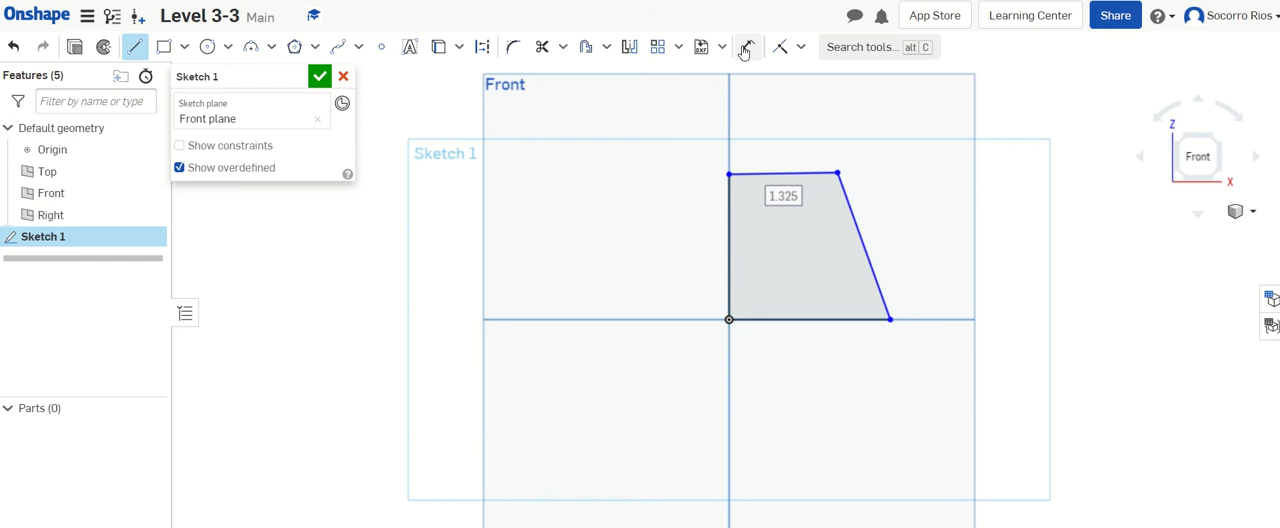 Onshape Level 3-3 Main App Store Learning Center Share Socorro Rios
Search tools... alt C
Features (5)
Filter by name or type
Default geometry
Origin
Top
Front
Right
Sketch 1
Parts (0)
Sketch 1
Sketch plane
Front plane
Show constraints
Show overdefined
Front
Sketch 1
1.325
Z
Front
X